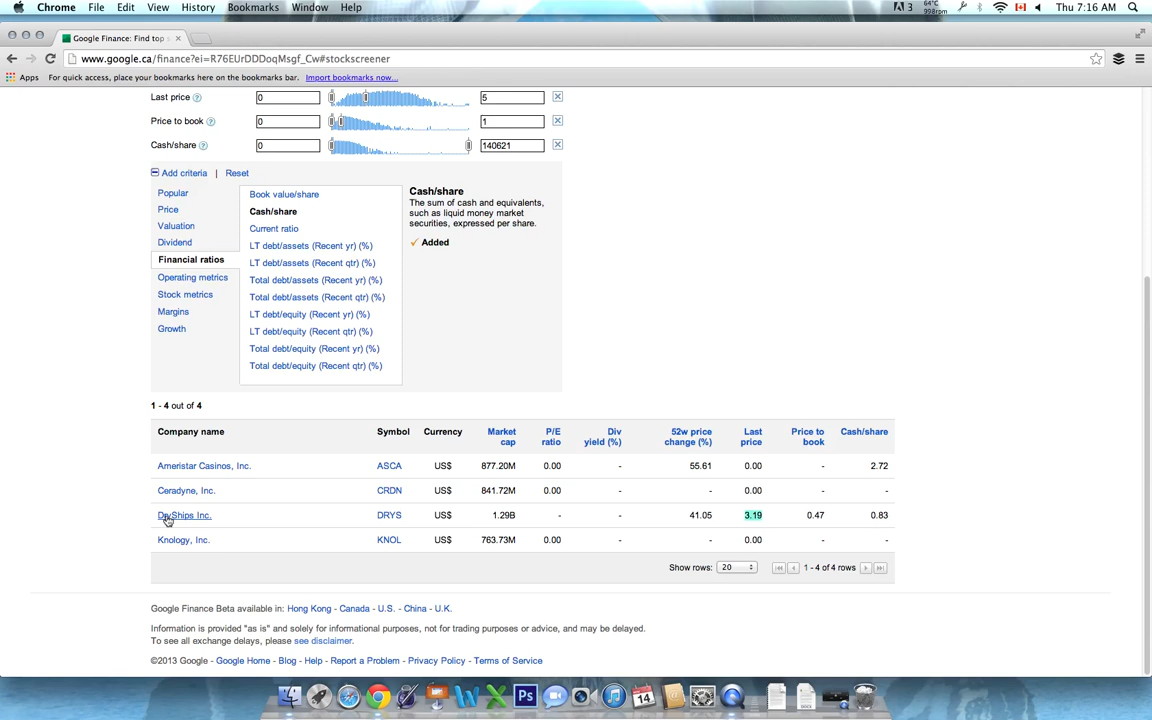 Chrome File Edit View History Bookmarks Window Help 3 64°C 998rpm Thu 7:16 AM
Google Finance: Find top s
www.google.ca/finance?ei=R76EUrDDDoqMsgf_Cw#stockscreener
Apps For quick access, place your bookmarks here on the bookmarks bar. Import bookmarks now...
Last price ? 0 5
Price to book ? 0 1
Cash/share ? 0 140621
Add criteria | Reset
Popular
Price
Valuation
Dividend
Financial ratios
Operating metrics
Stock metrics
Margins
Growth
Book value/share
Cash/share
Current ratio
LT debt/assets (Recent yr) (%)
LT debt/assets (Recent qtr) (%)
Total debt/assets (Recent yr) (%)
Total debt/assets (Recent qtr) (%)
LT debt/equity (Recent yr) (%)
LT debt/equity (Recent qtr) (%)
Total debt/equity (Recent yr) (%)
Total debt/equity (Recent qtr) (%)
Cash/share
The sum of cash and equivalents,
such as liquid money market
securities, expressed per share.
Added
1 - 4 out of 4
Company name Symbol Currency Market cap P/E ratio Div yield (%) 52w price change (%) Last price Price to book Cash/share
Ameristar Casinos, Inc. ASCA US$ 877.20M 0.00 - 55.61 0.00 - 2.72
Ceradyne, Inc. CRDN US$ 841.72M 0.00 - - 0.00 - -
DryShips Inc. DRYS US$ 1.29B - - 41.05 3.19 0.47 0.83
Knology, Inc. KNOL US$ 763.73M 0.00 - - 0.00 - -
Show rows: 20 1 - 4 of 4 rows
Google Finance Beta available in: Hong Kong - Canada - U.S. - China - U.K.
Information is provided "as is" and solely for informational purposes, not for trading purposes or advice, and may be delayed.
To see all exchange delays, please see disclaimer.
©2013 Google - Google Home - Blog - Help - Report a Problem - Privacy Policy - Terms of Service
14